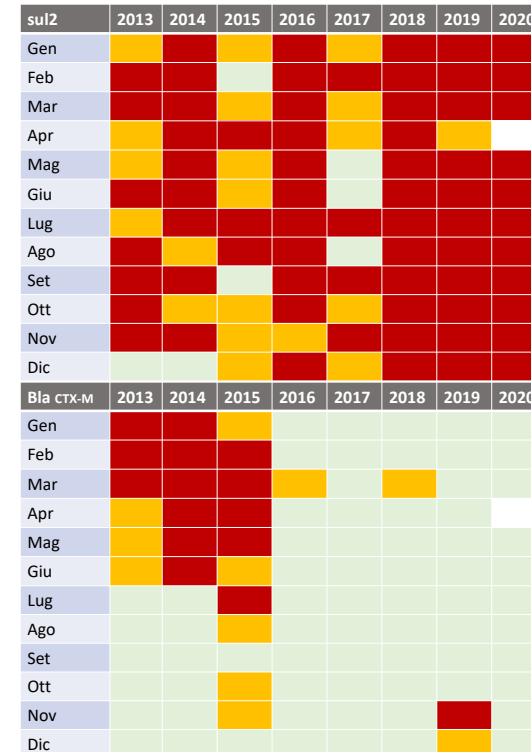 sul2 2013 2014 2015 2016 2017 2018 2019 2020
Gen
Feb
Mar
Apr
Mag
Giu
Lug
Ago
Set
Ott
Nov
Dic
Bla CTX-M 2013 2014 2015 2016 2017 2018 2019 2020
Gen
Feb
Mar
Apr
Mag
Giu
Lug
Ago
Set
Ott
Nov
Dic